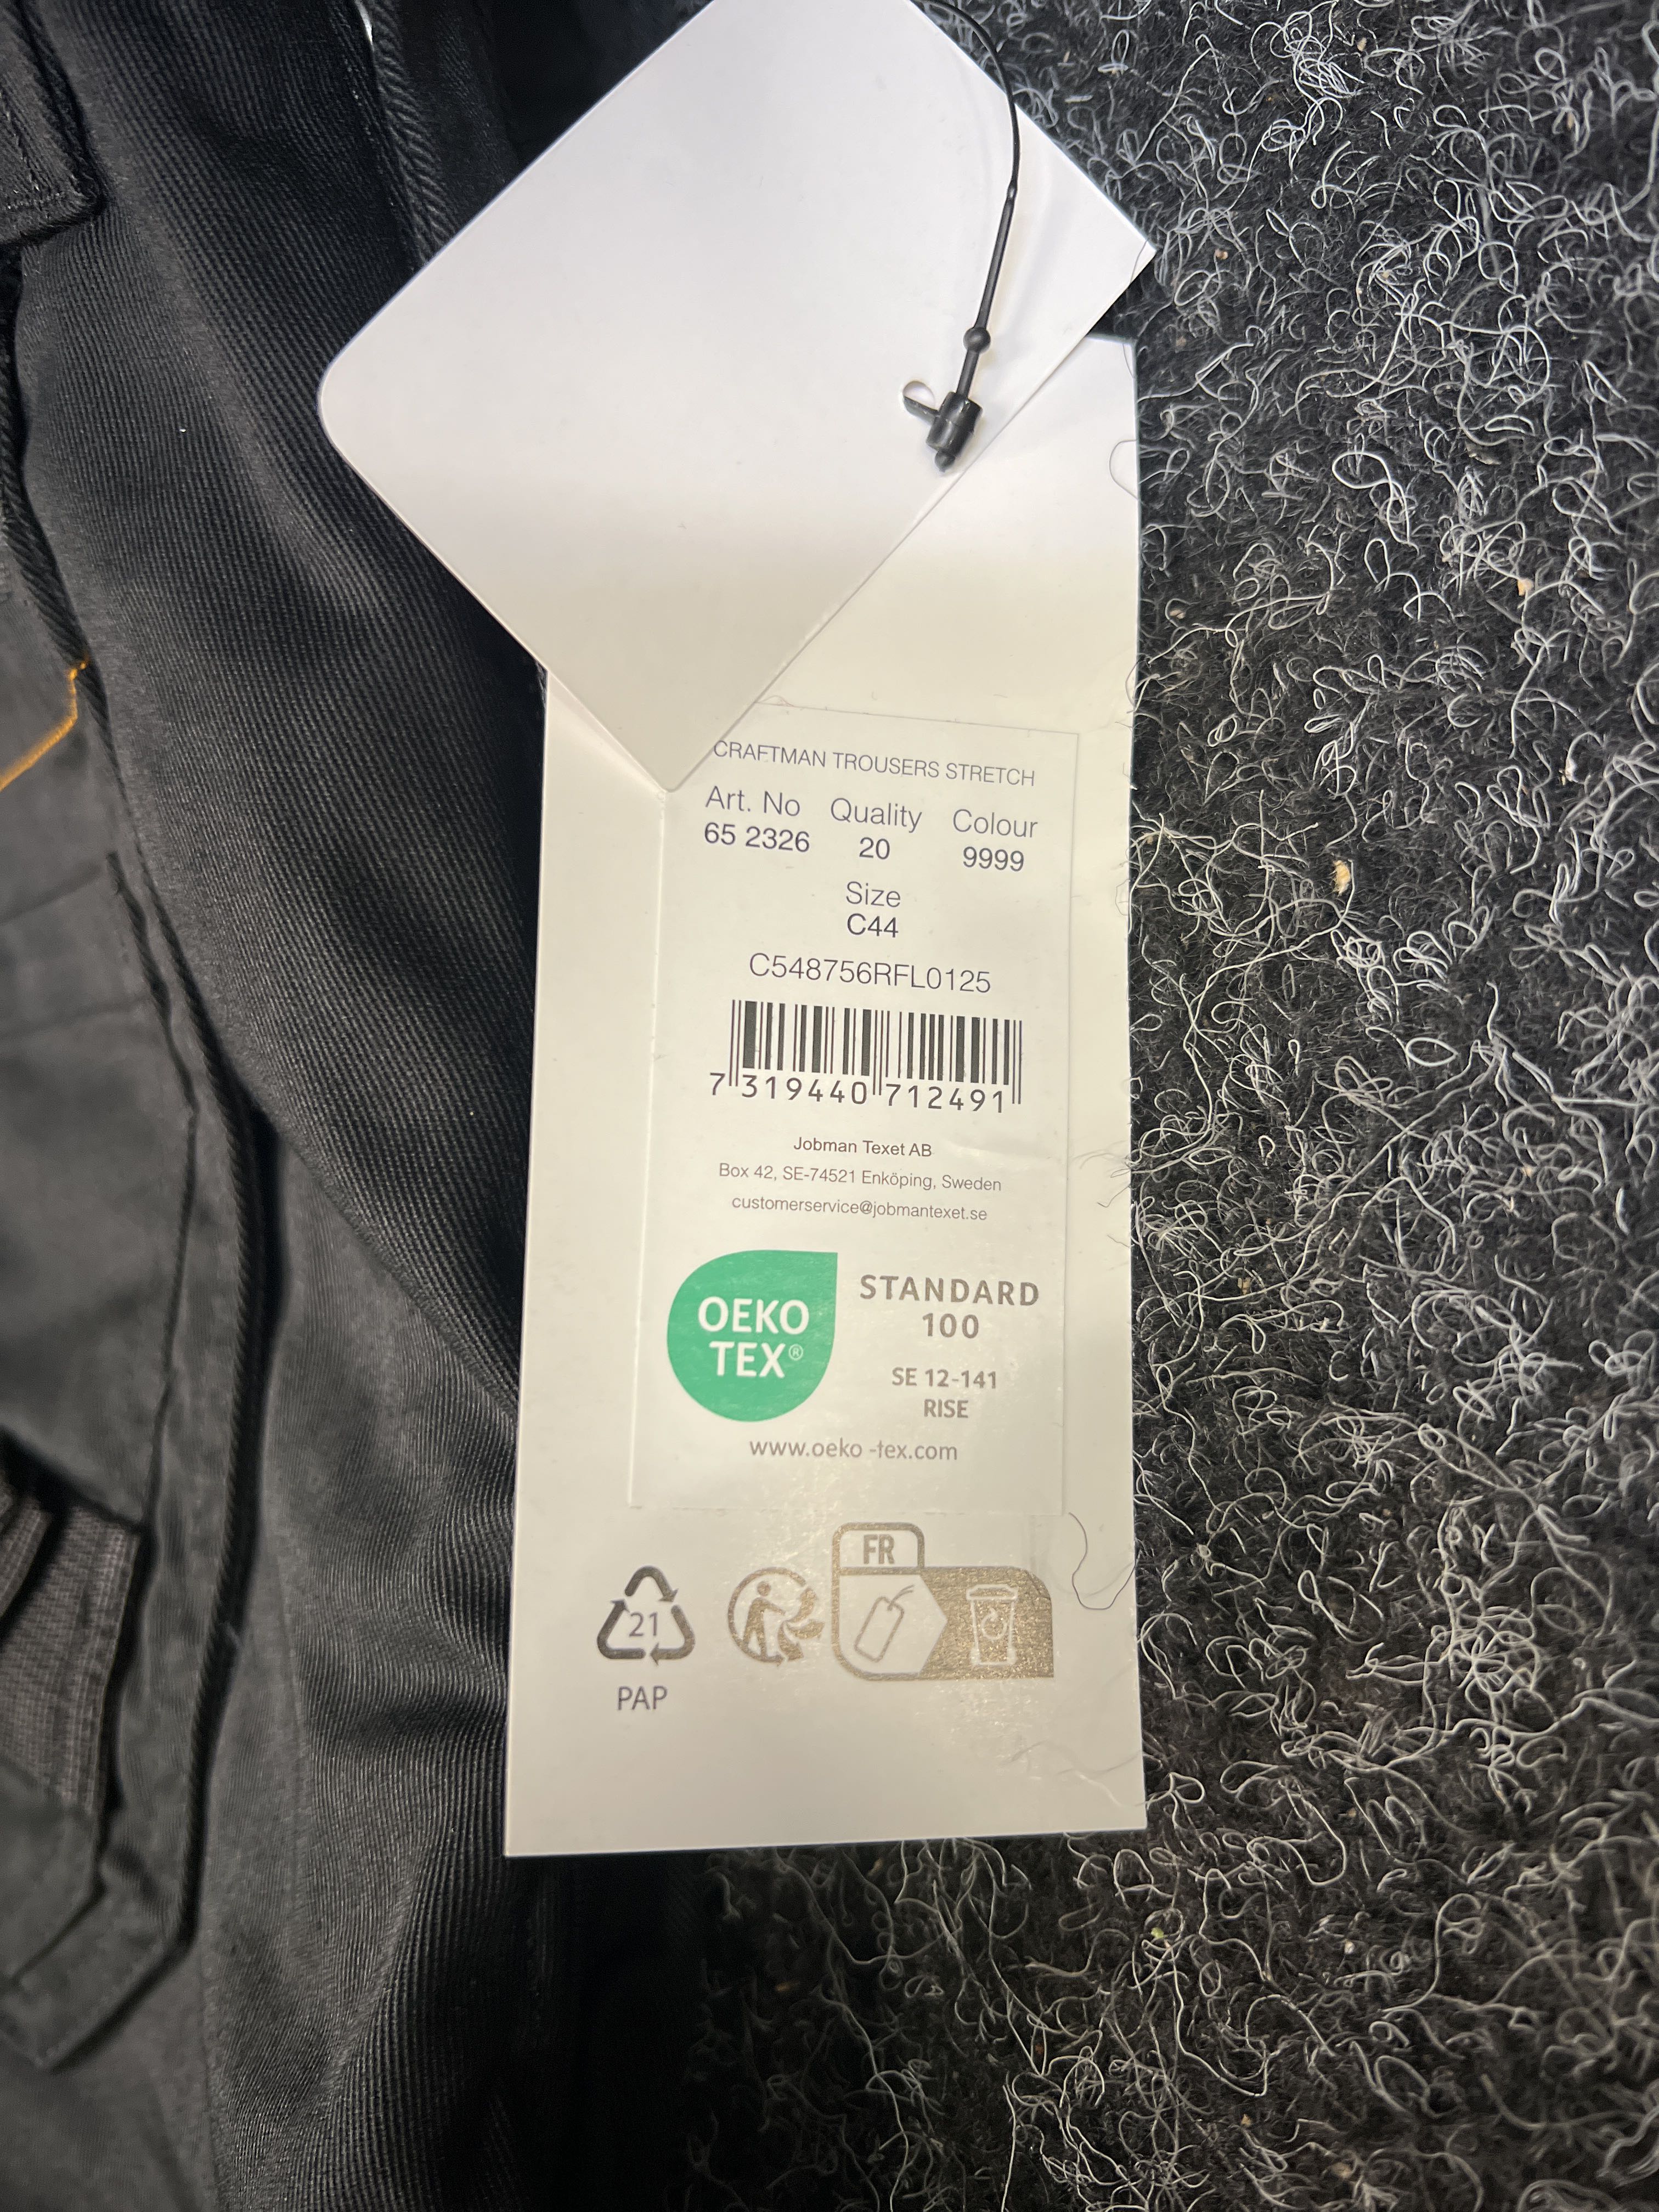 CRAFTMAN TROUSERS STRETCH
Art. No Quality Colour
65 2326 20 9999
Size
C44
C548756RFL0125
7 319440 712491
Jobman Texet AB
Box 42, SE-74521 Enköping, Sweden
customerservice@jobmantexet.se
OEKO
TEX®
STANDARD
100
SE 12-141
RISE
www.oeko -tex.com
FR
21
PAP